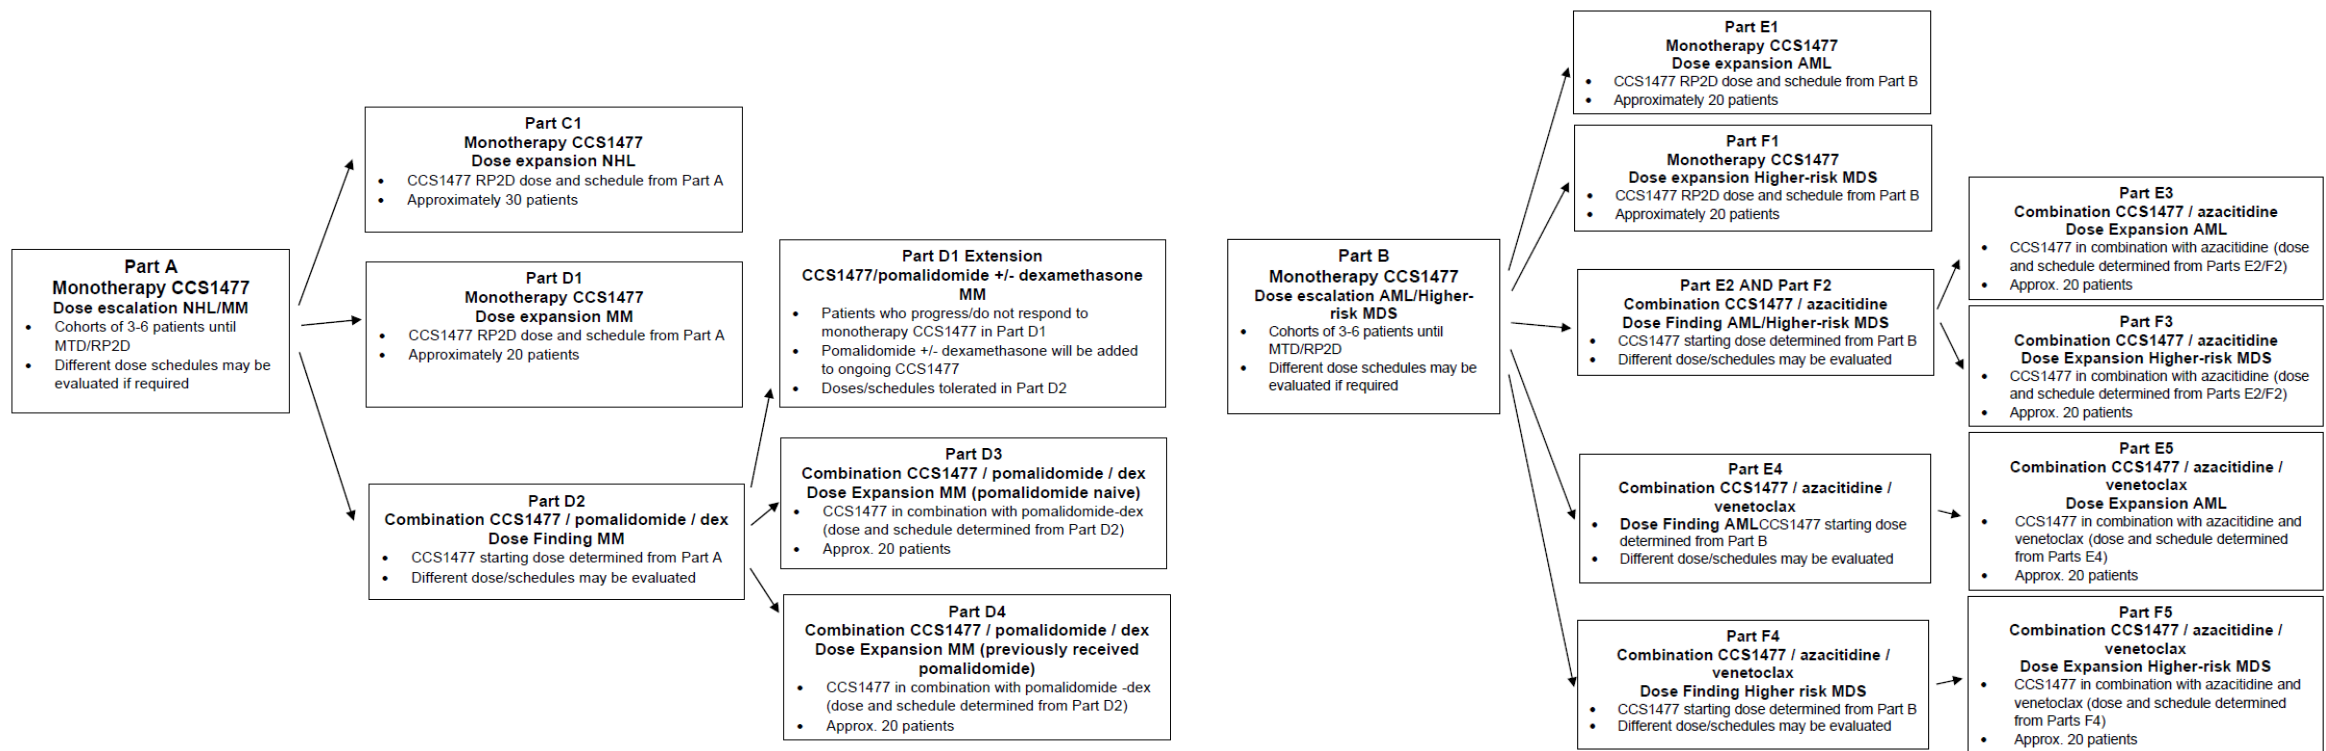 Part A
Monotherapy CCS1477
Dose escalation NHL/MM
• Cohorts of 3-6 patients until
MTD/RP2D
• Different dose schedules may be
evaluated if required
Part C1
Monotherapy CCS1477
Dose expansion NHL
• CCS1477 RP2D dose and schedule from Part A
• Approximately 30 patients
Part D1
Monotherapy CCS1477
Dose expansion MM
• CCS1477 RP2D dose and schedule from Part A
• Approximately 20 patients
Part D2
Combination CCS1477 / pomalidomide / dex
Dose Finding MM
• CCS1477 starting dose determined from Part A
• Different dose/schedules may be evaluated
Part D1 Extension
CCS1477/pomalidomide +/- dexamethasone
MM
• Patients who progress/do not respond to
monotherapy CCS1477 in Part D1
• Pomalidomide +/- dexamethasone will be added
to ongoing CCS1477
• Doses/schedules tolerated in Part D2
Part D3
Combination CCS1477 / pomalidomide / dex
Dose Expansion MM (pomalidomide naive)
• CCS1477 in combination with pomalidomide-dex
(dose and schedule determined from Part D2)
• Approx. 20 patients
Part D4
Combination CCS1477 / pomalidomide / dex
Dose Expansion MM (previously received
pomalidomide)
• CCS1477 in combination with pomalidomide -dex
(dose and schedule determined from Part D2)
• Approx. 20 patients
Part B
Monotherapy CCS1477
Dose escalation AML/Higher-
risk MDS
• Cohorts of 3-6 patients until
MTD/RP2D
• Different dose schedules may be
evaluated if required
Part E1
Monotherapy CCS1477
Dose expansion AML
• CCS1477 RP2D dose and schedule from Part B
• Approximately 20 patients
Part F1
Monotherapy CCS1477
Dose expansion Higher-risk MDS
• CCS1477 RP2D dose and schedule from Part B
• Approximately 20 patients
Part E2 AND Part F2
Combination CCS1477 / azacitidine
Dose Finding AML/Higher-risk MDS
• CCS1477 starting dose determined from Part B
• Different dose/schedules may be evaluated
Part E4
Combination CCS1477 / azacitidine /
venetoclax
• Dose Finding AMLCCS1477 starting dose
determined from Part B
• Different dose/schedules may be evaluated
Part F4
Combination CCS1477 / azacitidine /
venetoclax
Dose Finding Higher risk MDS
• CCS1477 starting dose determined from Part B
• Different dose/schedules may be evaluated
Part E3
Combination CCS1477 / azacitidine
Dose Expansion AML
• CCS1477 in combination with azacitidine (dose
and schedule determined from Parts E2/F2)
• Approx. 20 patients
Part F3
Combination CCS1477 / azacitidine
Dose Expansion Higher-risk MDS
• CCS1477 in combination with azacitidine (dose
and schedule determined from Parts E2/F2)
• Approx. 20 patients
Part E5
Combination CCS1477 / azacitidine /
venetoclax
Dose Expansion AML
• CCS1477 in combination with azacitidine and
venetoclax (dose and schedule determined
from Parts E4)
• Approx. 20 patients
Part F5
Combination CCS1477 / azacitidine /
venetoclax
Dose Expansion Higher-risk MDS
• CCS1477 in combination with azacitidine and
venetoclax (dose and schedule determined
from Parts F4)
• Approx. 20 patients